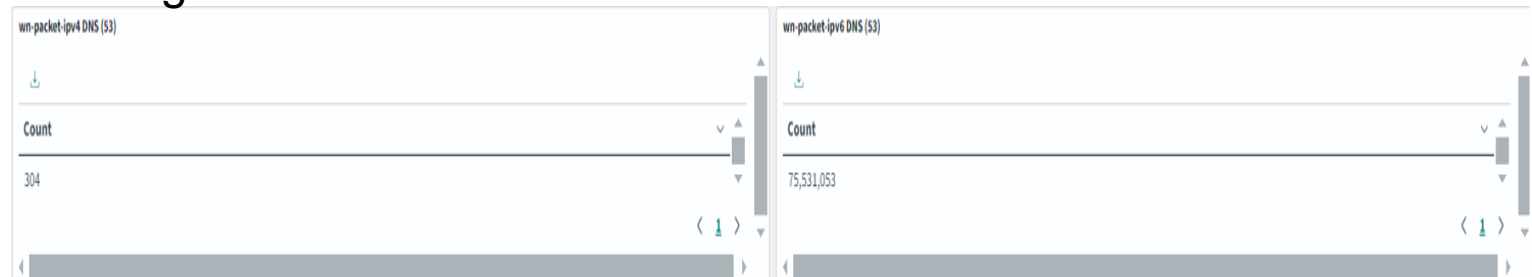 wn-packet-ipv4 DNS (53)
Count
304
1
wn-packet-ipv6 DNS (53)
Count
75,531,053
1